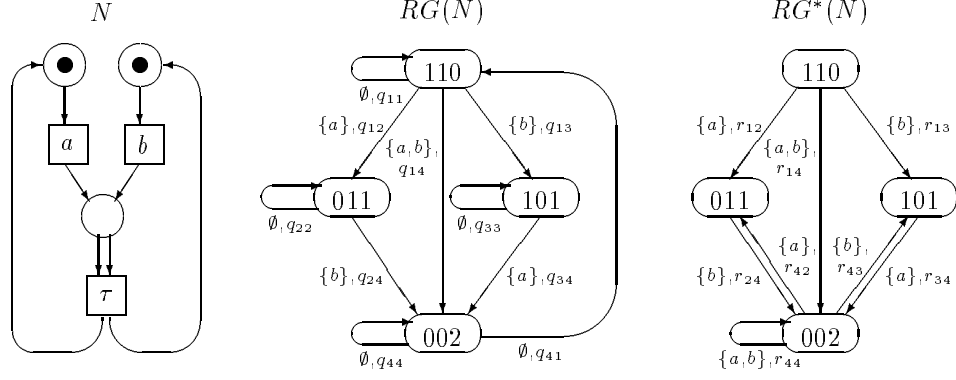 N
RG(N)
RG*(N)
110
110
∅,q₁₁
a
b
{a},q₁₂
{b},q₁₃
{a,b},
q₁₄
{a},r₁₂
{b},r₁₃
{a,b},
r₁₄
011
101
011
101
∅,q₂₂
∅,q₃₃
{b},q₂₄
{a},q₃₄
{b},r₂₄
{a},
r₄₂
{b},
r₄₃
{a},r₃₄
τ
002
002
∅,q₄₄
∅,q₄₁
{a,b},r₄₄